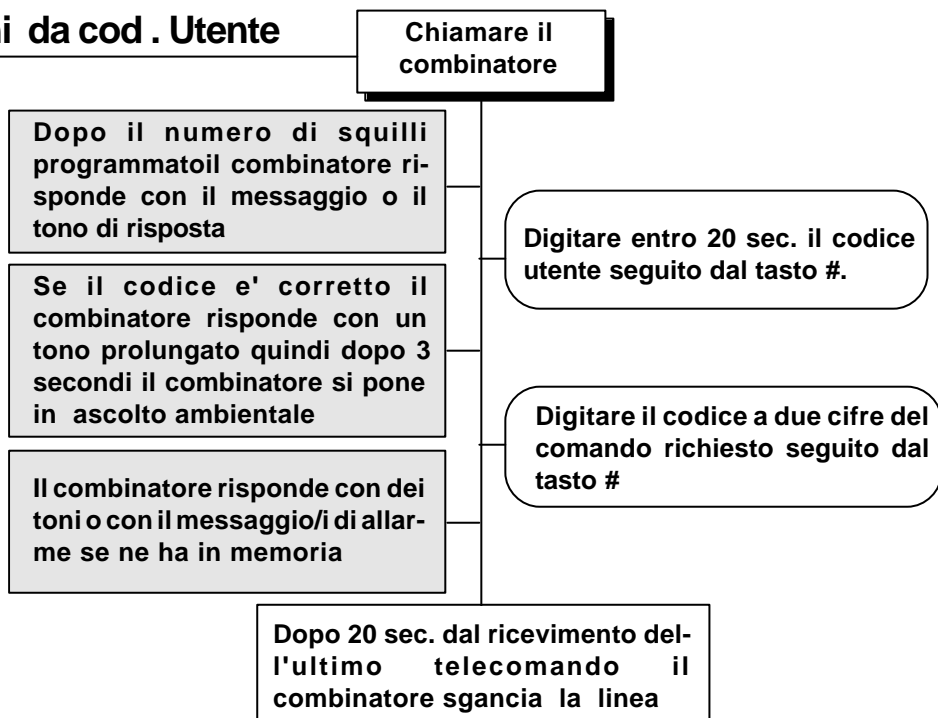 i da cod . Utente
Chiamare il
combinatore
Dopo il numero di squilli
programmatoil combinatore ri-
sponde con il messaggio o il
tono di risposta
Digitare entro 20 sec. il codice
utente seguito dal tasto #.
Se il codice e' corretto il
combinatore risponde con un
tono prolungato quindi dopo 3
secondi il combinatore si pone
in ascolto ambientale
Digitare il codice a due cifre del
comando richiesto seguito dal
tasto #
Il combinatore risponde con dei
toni o con il messaggio/i di allar-
me se ne ha in memoria
Dopo 20 sec. dal ricevimento del-
l'ultimo telecomando il
combinatore sgancia la linea